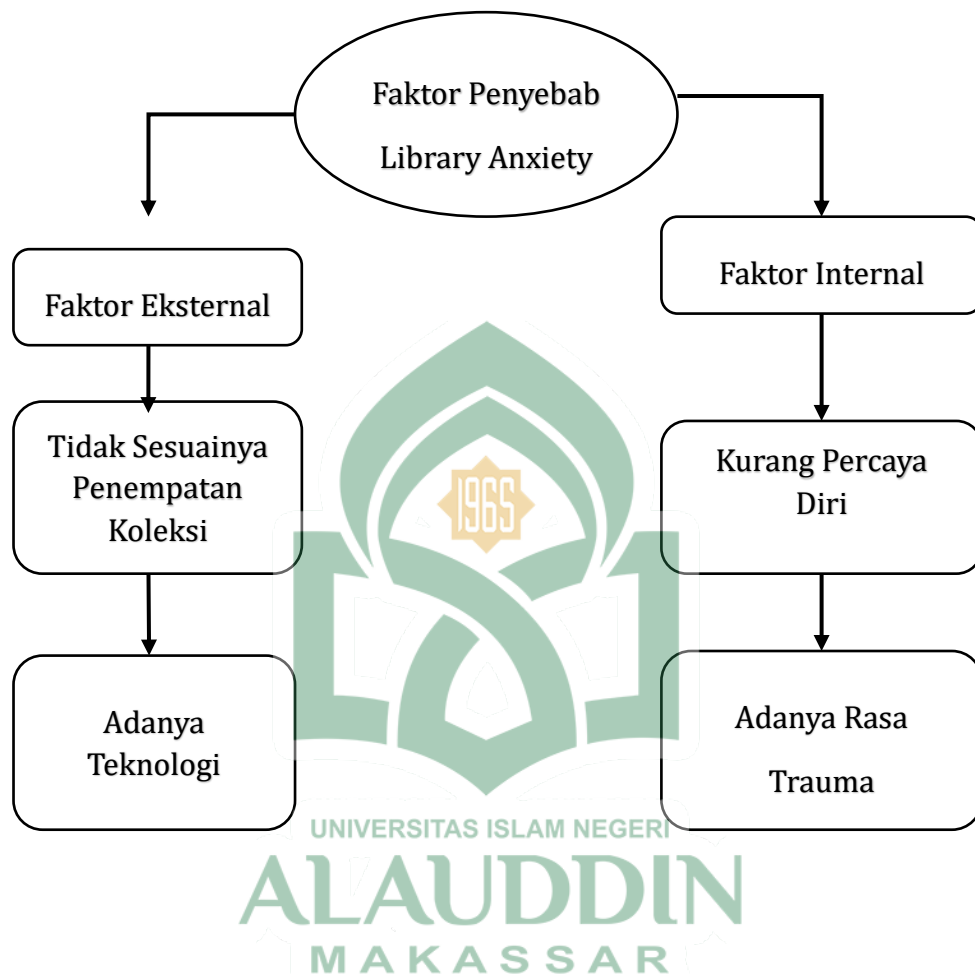 Faktor Penyebab
Library Anxiety
Faktor Eksternal
Faktor Internal
Tidak Sesuainya
Penempatan
Koleksi
Kurang Percaya
Diri
1965
Adanya
Teknologi
Adanya Rasa
Trauma
UNIVERSITAS ISLAM NEGERI
ALAUDDIN
MAKASSAR